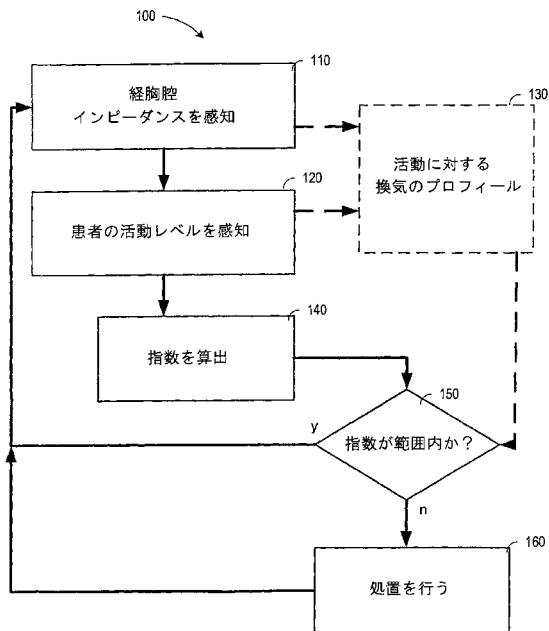 100
110
経胸腔
インピーダンスを感知
130
活動に対する
換気のプロフィール
120
患者の活動レベルを感知
140
指数を算出
150
指数が範囲内か？
y
n
160
処置を行う